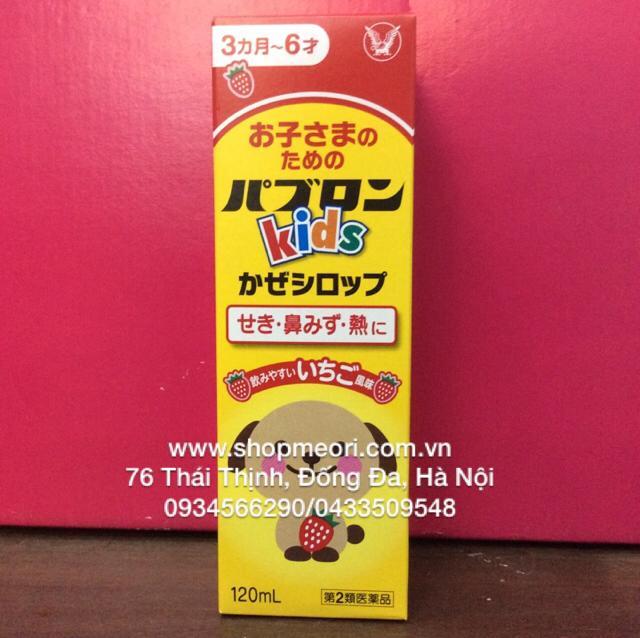 3カ月~6才
お子さまの
ための
パブロン
kids
かぜシロップ
せき・鼻みず・熱に
飲みやすい いちご風味
www.shopmeori.com.vn
76 Thái Thịnh, Đống Đa, Hà Nội
0934566290/0433509548
120mL
第2類医薬品